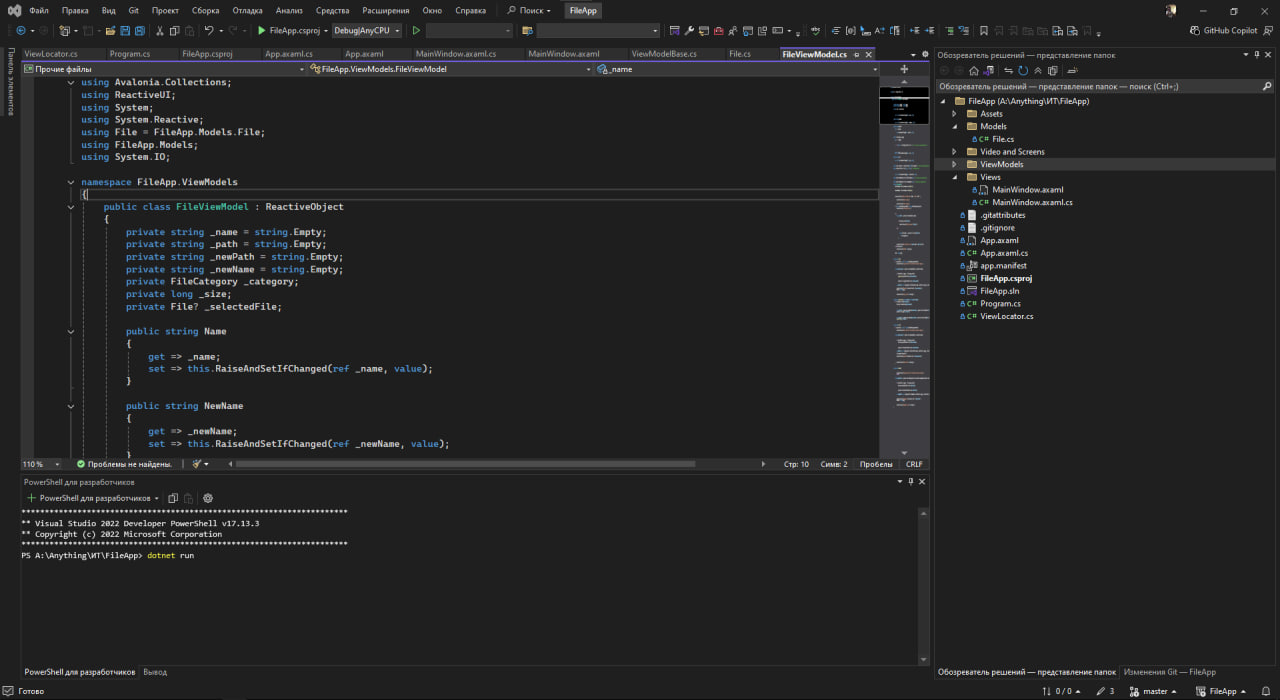 Файл Правка Вид Git Проект Сборка Отладка Анализ Средства Расширения Окно Справка Поиск FileApp
FileApp.csproj Debug|AnyCPU GitHub Copilot
Панель элементов
ViewLocator.cs Program.cs FileApp.csproj App.axaml.cs App.axaml MainWindow.axaml.cs MainWindow.axaml ViewModelBase.cs File.cs FileViewModel.cs
Прочие файлы FileApp.ViewModels.FileViewModel _name
using Avalonia.Collections;
using ReactiveUI;
using System;
using System.Reactive;
using File = FileApp.Models.File;
using FileApp.Models;
using System.IO;
namespace FileApp.ViewModels
{
public class FileViewModel : ReactiveObject
{
private string _name = string.Empty;
private string _path = string.Empty;
private string _newPath = string.Empty;
private string _newName = string.Empty;
private FileCategory _category;
private long _size;
private File? _selectedFile;
public string Name
{
get => _name;
set => this.RaiseAndSetIfChanged(ref _name, value);
}
public string NewName
{
get => _newName;
set => this.RaiseAndSetIfChanged(ref _newName, value);
}
110 % Проблемы не найдены. Стр: 10 Симв: 2 Пробелы CRLF
PowerShell для разработчиков
PowerShell для разработчиков
** Visual Studio 2022 Developer PowerShell v17.13.3
** Copyright (c) 2022 Microsoft Corporation
PS A:\Anything\ИТ\FileApp> dotnet run
PowerShell для разработчиков Вывод
Обозреватель решений — представление папок
Обозреватель решений — представление папок — поиск (Ctrl+;)
FileApp (A:\Anything\ИТ\FileApp)
Assets
Models
C# File.cs
Video and Screens
ViewModels
Views
MainWindow.axaml
C# MainWindow.axaml.cs
.gitattributes
.gitignore
App.axaml
C# App.axaml.cs
app.manifest
FileApp.csproj
FileApp.sln
C# Program.cs
C# ViewLocator.cs
Обозреватель решений — представление папок Изменения Git — FileApp
Готово 0 / 0 3 master FileApp